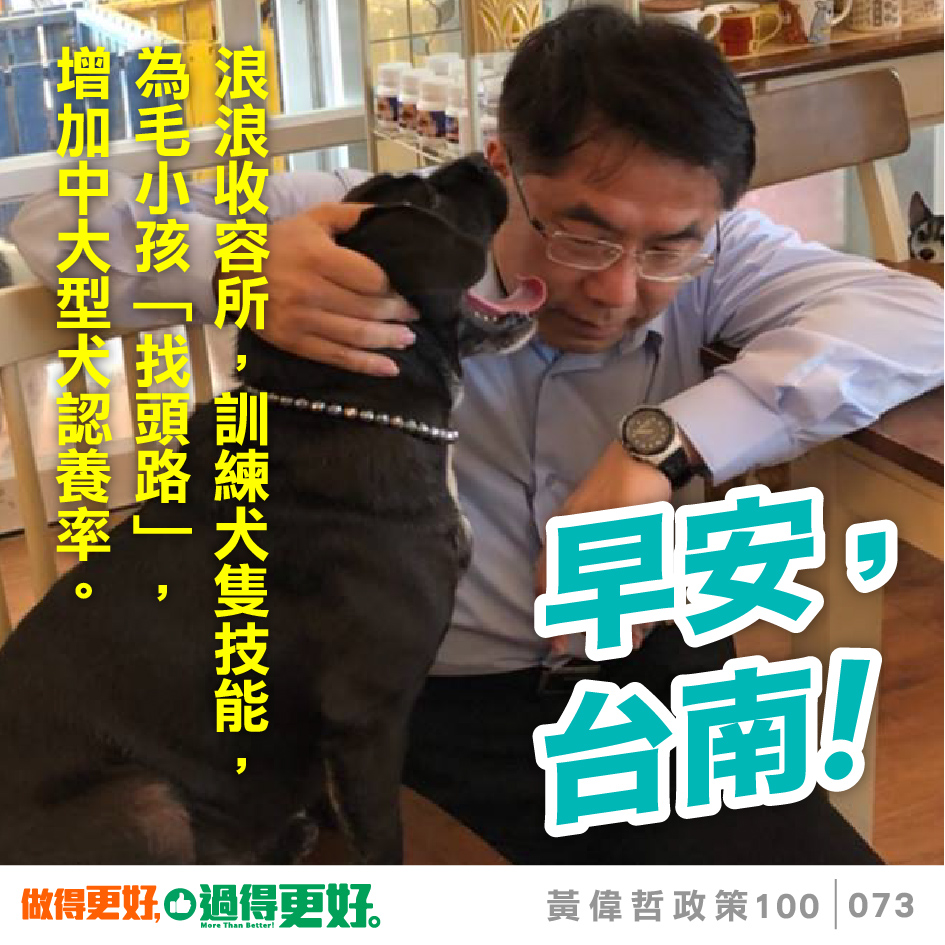 浪浪收容所，訓練犬隻技能，
為毛小孩「找頭路」，
增加中大型犬認養率。
早安，
台南！
做得更好，過得更好。
More Than Better!
黃偉哲政策100｜073